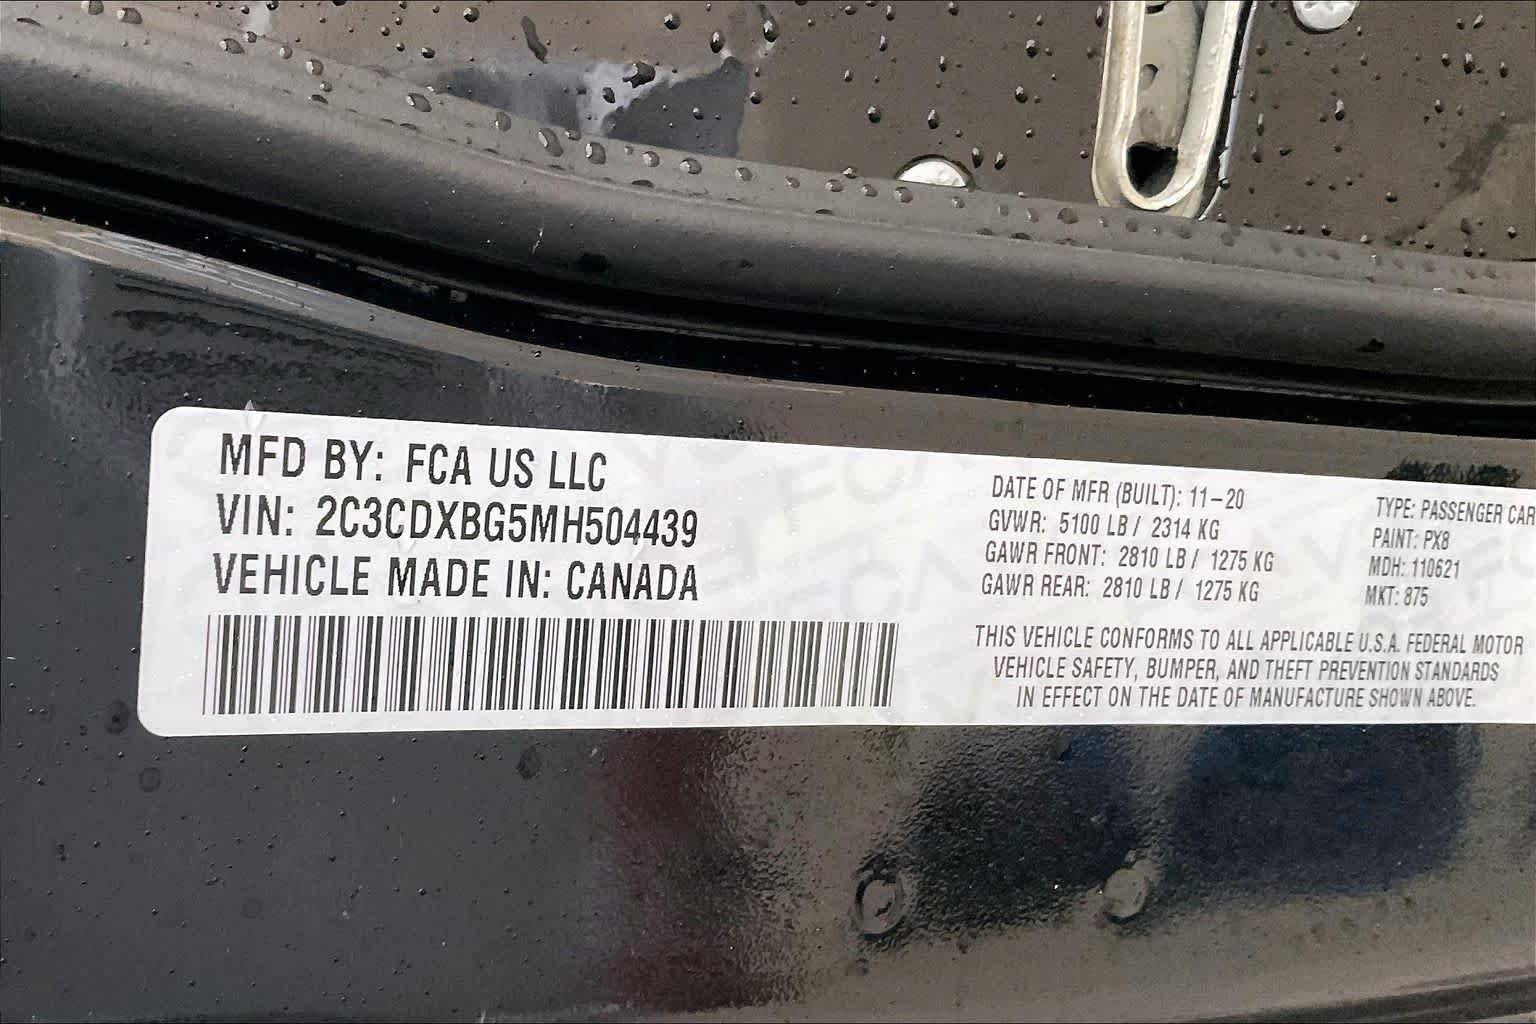 MFD BY: FCA US LLC
VIN: 2C3CDXBG5MH504439
VEHICLE MADE IN: CANADA
DATE OF MFR (BUILT): 11-20
GVWR: 5100 LB / 2314 KG
GAWR FRONT: 2810 LB / 1275 KG
GAWR REAR: 2810 LB / 1275 KG
TYPE: PASSENGER CAR
PAINT: PX8
MDH: 110621
MKT: 875
THIS VEHICLE CONFORMS TO ALL APPLICABLE U.S.A. FEDERAL MOTOR
VEHICLE SAFETY, BUMPER, AND THEFT PREVENTION STANDARDS
IN EFFECT ON THE DATE OF MANUFACTURE SHOWN ABOVE.